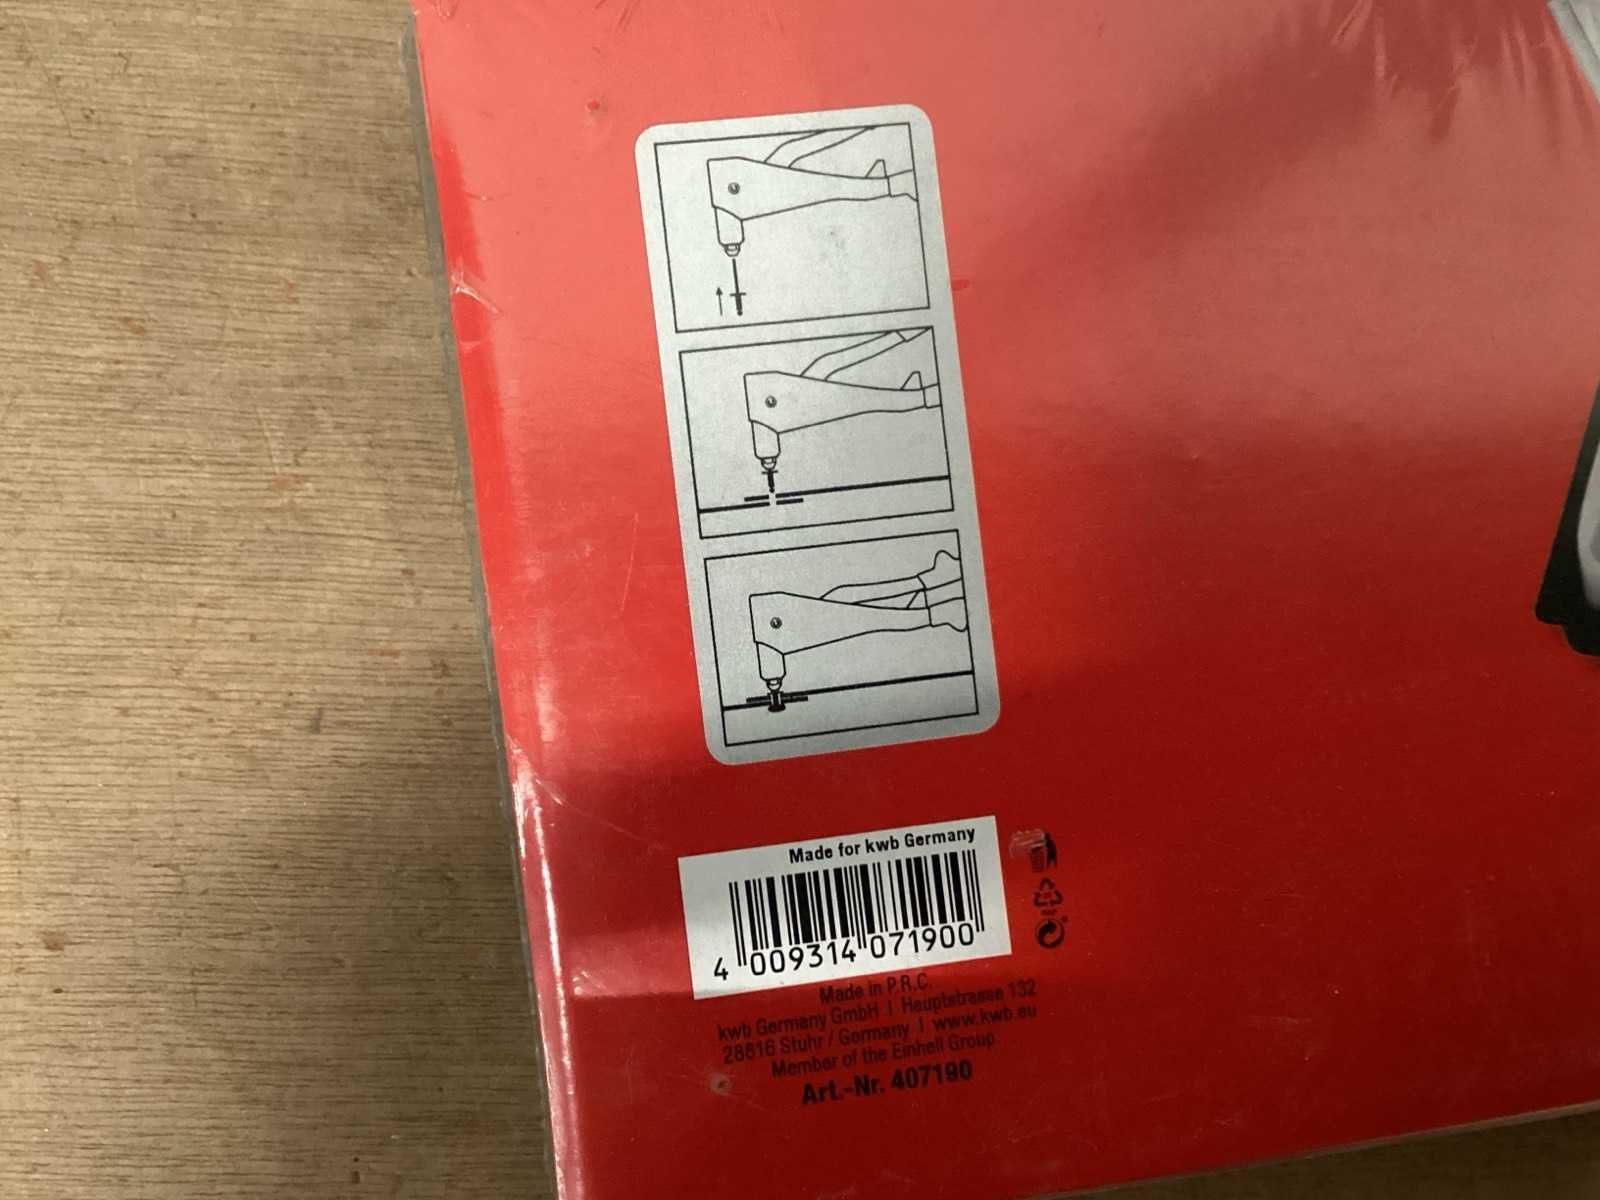 Made for kwb Germany
4 009314 071900
Made in P.R.C.
kwb Germany GmbH | Hauptstrasse 132
28816 Stuhr / Germany | www.kwb.eu
Member of the Einhell Group
Art.-Nr. 407190